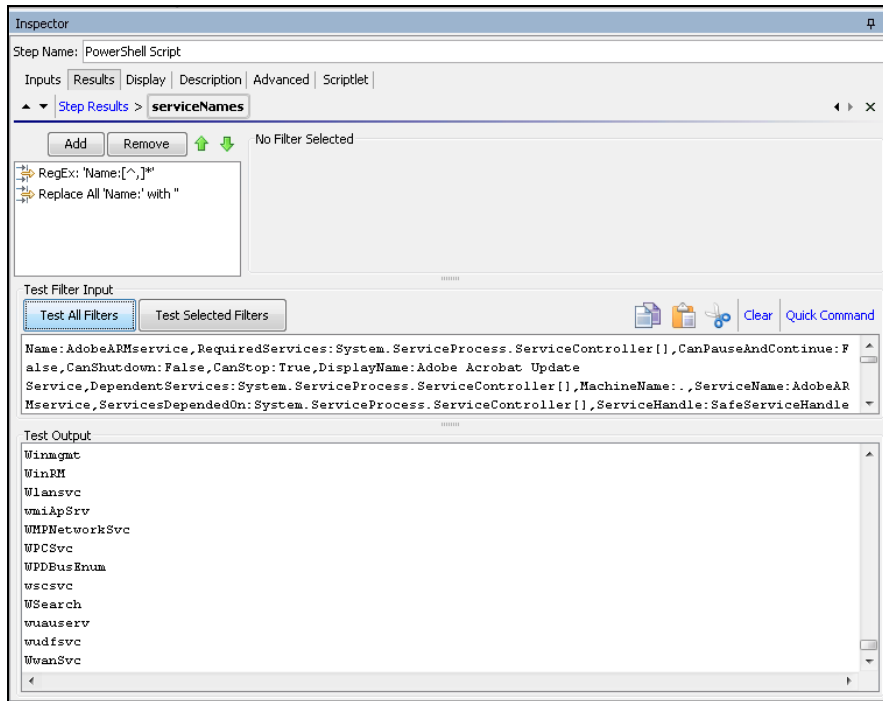 Inspector
Step Name: PowerShell Script
Inputs Results Display Description Advanced Scriptlet
Step Results > serviceNames
Add Remove No Filter Selected
RegEx: 'Name:[^,]*'
Replace All 'Name:' with ''
Test Filter Input
Test All Filters Test Selected Filters Clear Quick Command
Name:AdobeARMservice,RequiredServices:System.ServiceProcess.ServiceController[],CanPauseAndContinue:F
alse,CanShutdown:False,CanStop:True,DisplayName:Adobe Acrobat Update
Service,DependentServices:System.ServiceProcess.ServiceController[],MachineName:.,ServiceName:AdobeAR
Mservice,ServicesDependedOn:System.ServiceProcess.ServiceController[],ServiceHandle:SafeServiceHandle
Test Output
Winmgmt
WinRM
Wlansvc
wmiApSrv
WMPNetworkSvc
WPCSvc
WPDBusEnum
wscsvc
WSearch
wuauserv
wudfsvc
WwanSvc